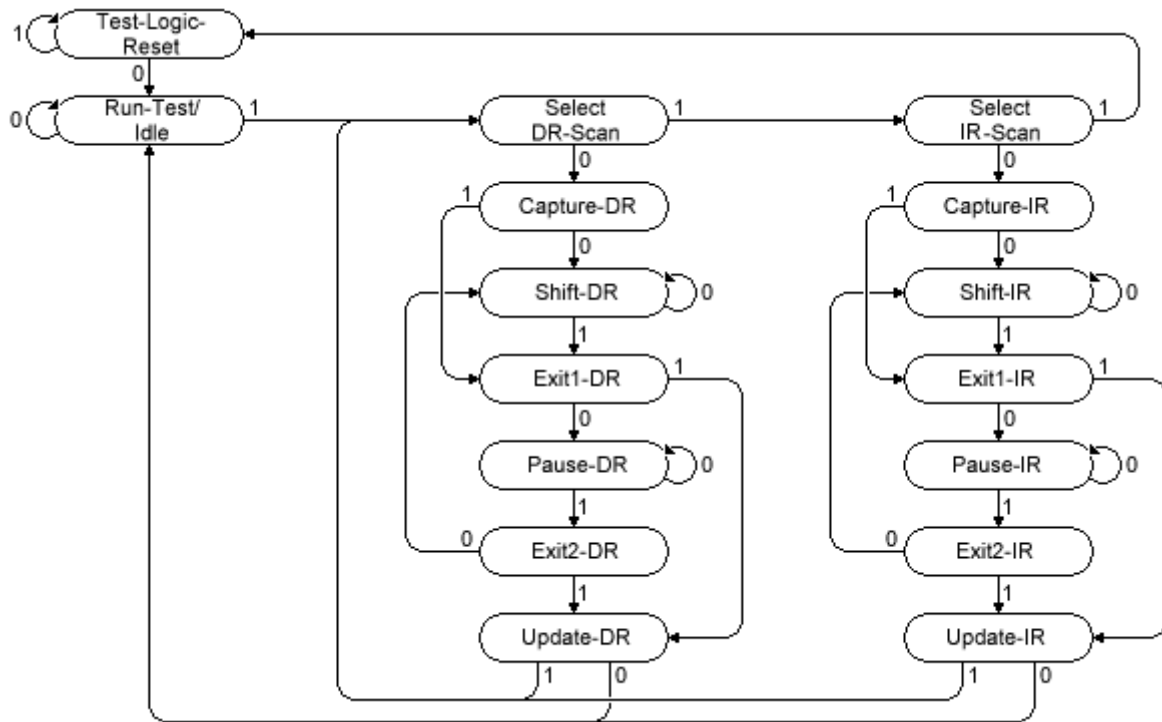 Test-Logic-
Reset
1
0
Run-Test/
Idle
0
1
Select
DR-Scan
1
Select
IR-Scan
1
0
0
1
Capture-DR
1
Capture-IR
0
0
Shift-DR
0
Shift-IR
0
1
1
Exit1-DR
1
Exit1-IR
1
0
0
Pause-DR
0
Pause-IR
0
1
1
0
Exit2-DR
0
Exit2-IR
1
1
Update-DR
Update-IR
1
0
1
0